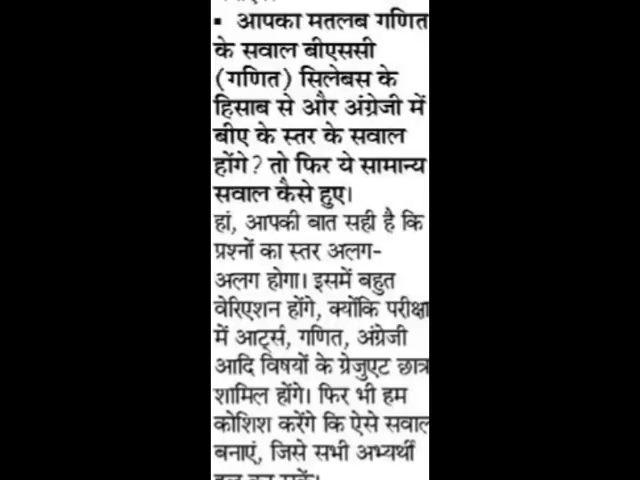 ▪ आपका मतलब गणित
के सवाल बीएससी
(गणित) सिलेबस के
हिसाब से और अंग्रेजी में
बीए के स्तर के सवाल
होंगे? तो फिर ये सामान्य
सवाल कैसे हुए।
हां, आपकी बात सही है कि
प्रश्नों का स्तर अलग-
अलग होगा। इसमें बहुत
वेरिएशन होंगे, क्योंकि परीक्षा
में आर्ट्स, गणित, अंग्रेजी
आदि विषयों के ग्रेजुएट छात्र
शामिल होंगे। फिर भी हम
कोशिश करेंगे कि ऐसे सवाल
बनाएं, जिसे सभी अभ्यर्थी